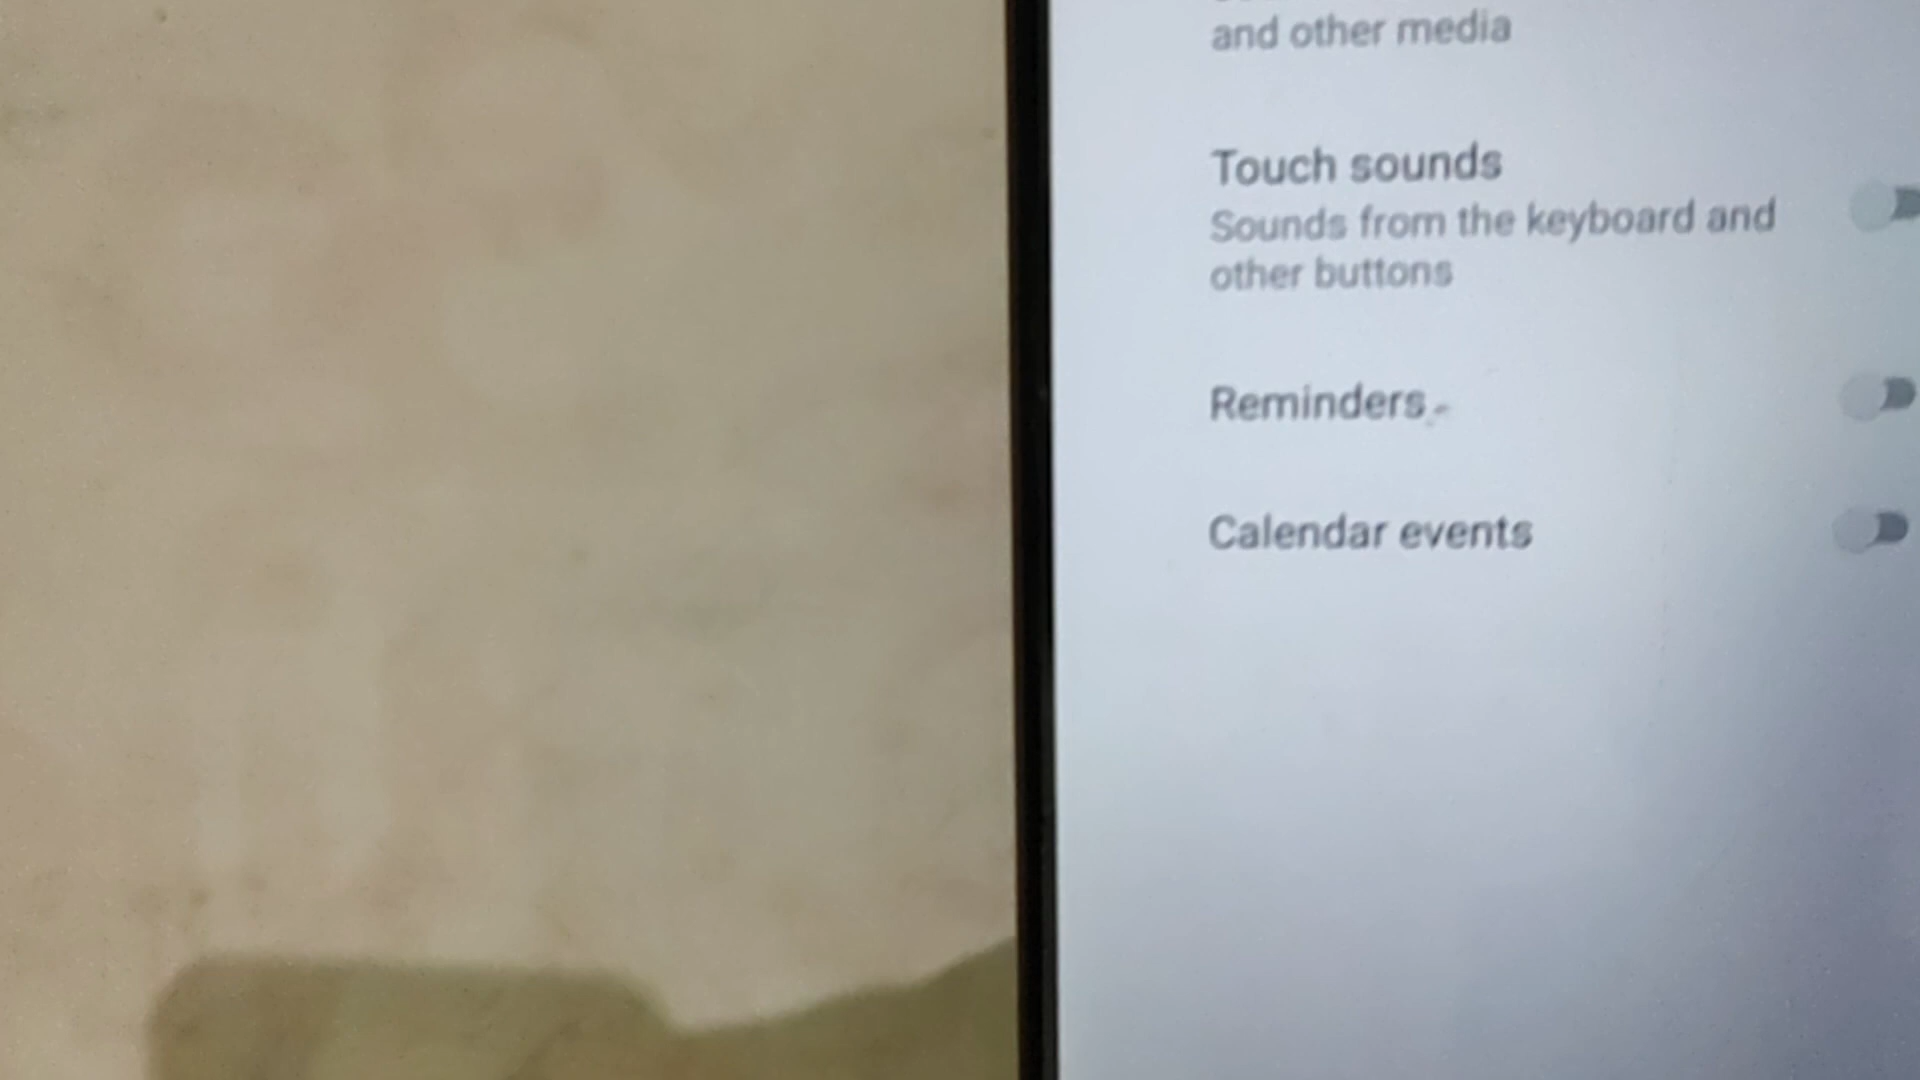 and other media
Touch sounds
Sounds from the keyboard and
other buttons
Reminders
Calendar events